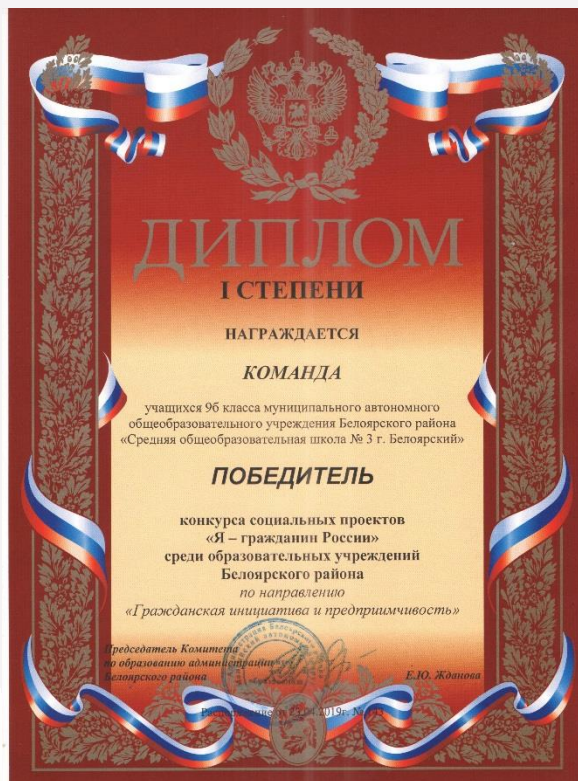 ДИПЛОМ
I СТЕПЕНИ
НАГРАЖДАЕТСЯ
КОМАНДА
учащихся 9б класса муниципального автономного
общеобразовательного учреждения Белоярского района
«Средняя общеобразовательная школа № 3 г. Белоярский»
ПОБЕДИТЕЛЬ
конкурса социальных проектов
«Я – гражданин России»
среди образовательных учреждений
Белоярского района
по направлению
«Гражданская инициатива и предприимчивость»
Председатель Комитета
по образованию администрации
Белоярского района
Е.Ю. Жданова
2019г. №